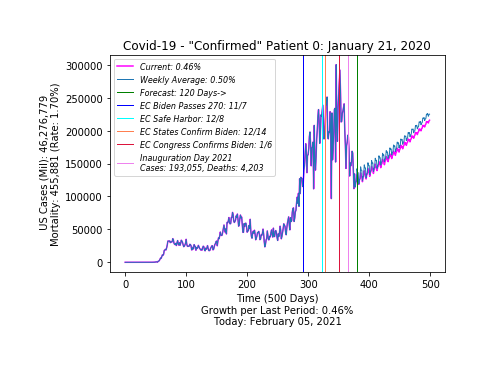 Covid-19 - "Confirmed" Patient 0: January 21, 2020
Current: 0.46%
Weekly Average: 0.50%
Forecast: 120 Days->
EC Biden Passes 270: 11/7
EC Safe Harbor: 12/8
EC States Confirm Biden: 12/14
EC Congress Confirms Biden: 1/6
Inauguration Day 2021
Cases: 193,055, Deaths: 4,203
US Cases (Mill): 46,276,779
Mortality: 455,881 (Rate: 1.70%)
300000
250000
200000
150000
100000
50000
0
0 100 200 300 400 500
Time (500 Days)
Growth per Last Period: 0.46%
Today: February 05, 2021